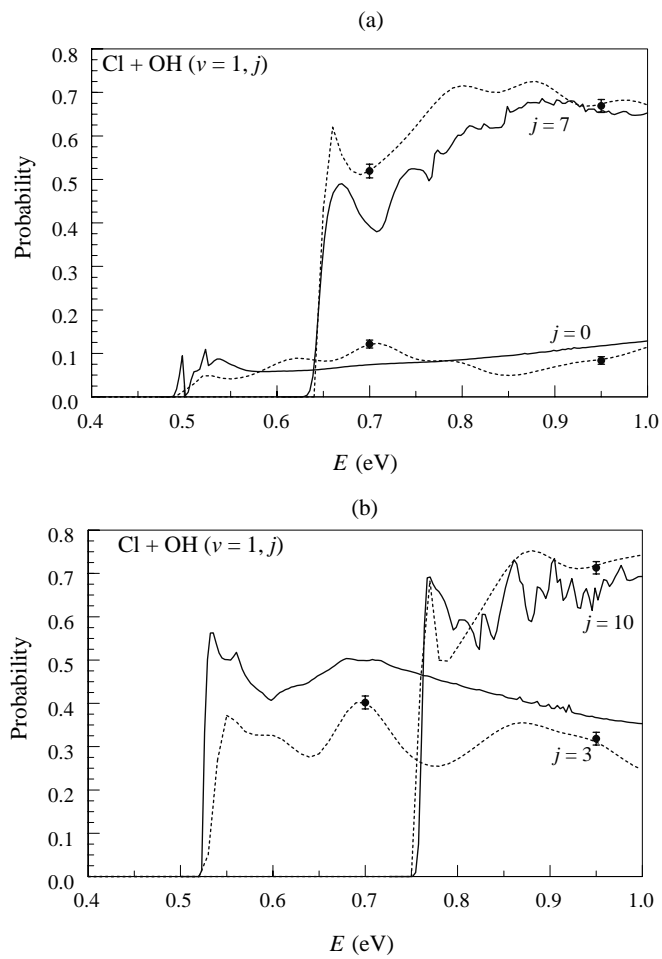 (a)
Cl + OH (v = 1, j)
0.8
0.7
0.6
0.5
0.4
0.3
0.2
0.1
0.0
Probability
j = 7
j = 0
0.4 0.5 0.6 0.7 0.8 0.9 1.0
E (eV)
(b)
Cl + OH (v = 1, j)
0.8
0.7
0.6
0.5
0.4
0.3
0.2
0.1
0.0
Probability
j = 10
j = 3
0.4 0.5 0.6 0.7 0.8 0.9 1.0
E (eV)